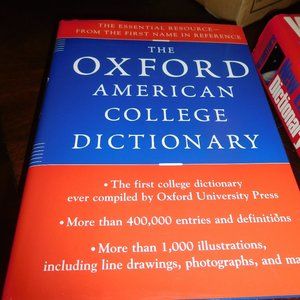 THE ESSENTIAL RESOURCE—
FROM THE FIRST NAME IN REFERENCE
THE
OXFORD
AMERICAN
COLLEGE
DICTIONARY
• The first college dictionary
ever compiled by Oxford University Press
• More than 400,000 entries and definitions
• More than 1,000 illustrations,
including line drawings, photographs, and
Dictionary